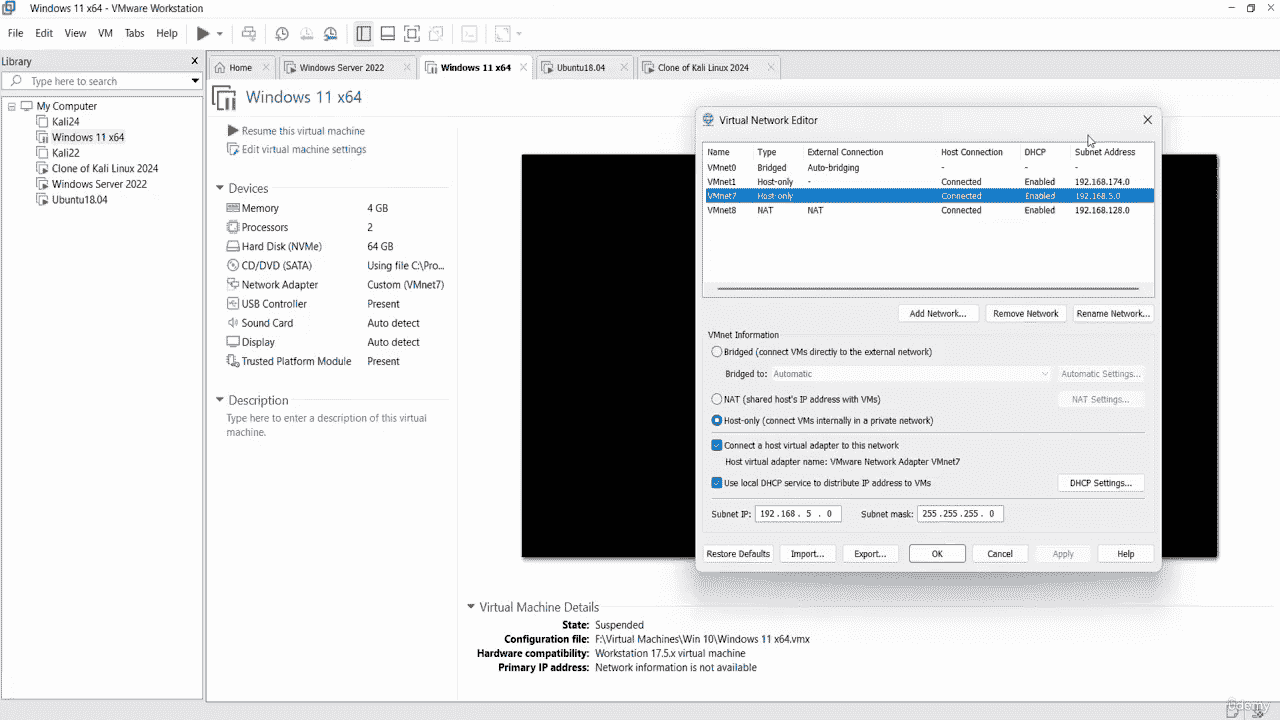 Windows 11 x64 - VMware Workstation
File Edit View VM Tabs Help
Library
Type here to search
My Computer
Kali24
Windows 11 x64
Kali22
Clone of Kali Linux 2024
Windows Server 2022
Ubuntu18.04
Home
Windows Server 2022
Windows 11 x64
Ubuntu18.04
Clone of Kali Linux 2024
Windows 11 x64
Resume this virtual machine
Edit virtual machine settings
Devices
Memory 4 GB
Processors 2
Hard Disk (NVMe) 64 GB
CD/DVD (SATA) Using file C:\Pro...
Network Adapter Custom (VMnet7)
USB Controller Present
Sound Card Auto detect
Display Auto detect
Trusted Platform Module Present
Description
Type here to enter a description of this virtual
machine.
Virtual Network Editor
Name Type External Connection Host Connection DHCP Subnet Address
VMnet0 Bridged Auto-bridging - - -
VMnet1 Host-only - Connected Enabled 192.168.174.0
VMnet7 Host-only Connected Enabled 192.168.5.0
VMnet8 NAT NAT Connected Enabled 192.168.128.0
Add Network... Remove Network Rename Network...
VMnet Information
Bridged (connect VMs directly to the external network)
Bridged to: Automatic Automatic Settings...
NAT (shared host's IP address with VMs) NAT Settings...
Host-only (connect VMs internally in a private network)
Connect a host virtual adapter to this network
Host virtual adapter name: VMware Network Adapter VMnet7
Use local DHCP service to distribute IP address to VMs DHCP Settings...
Subnet IP: 192 .168 . 5 . 0 Subnet mask: 255 .255 .255 . 0
Restore Defaults Import... Export... OK Cancel Apply Help
Virtual Machine Details
State: Suspended
Configuration file: F:\Virtual Machines\Win 10\Windows 11 x64.vmx
Hardware compatibility: Workstation 17.5.x virtual machine
Primary IP address: Network information is not available
Udemy